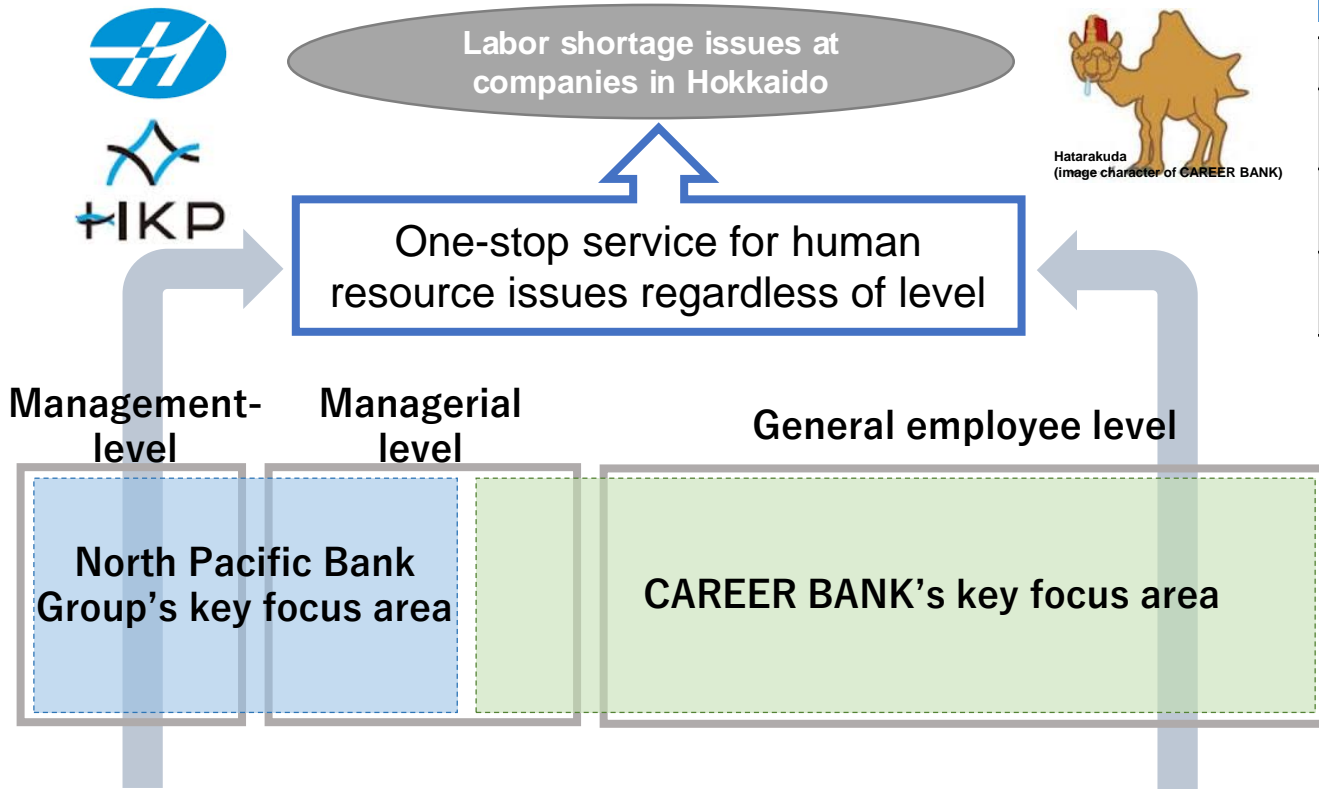 Labor shortage issues at
companies in Hokkaido
HKP
Hatarakuda
(image character of CAREER BANK)
One-stop service for human
resource issues regardless of level
Management-
level
Managerial
level
General employee level
North Pacific Bank
Group’s key focus area
CAREER BANK’s key focus area